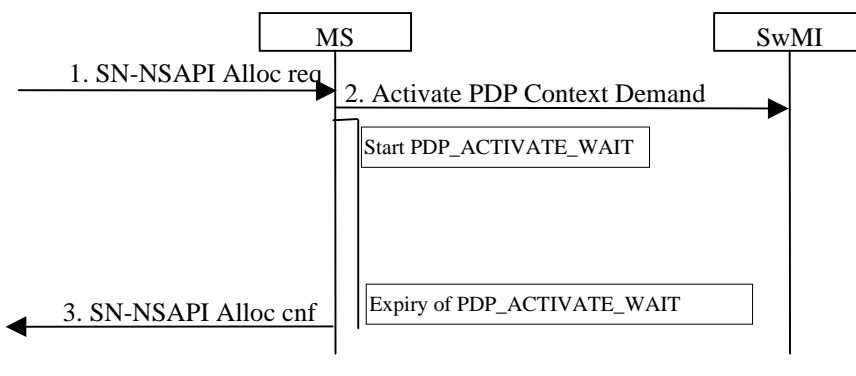 MS
SwMI
1. SN-NSAPI Alloc req
2. Activate PDP Context Demand
Start PDP_ACTIVATE_WAIT
Expiry of PDP_ACTIVATE_WAIT
3. SN-NSAPI Alloc cnf